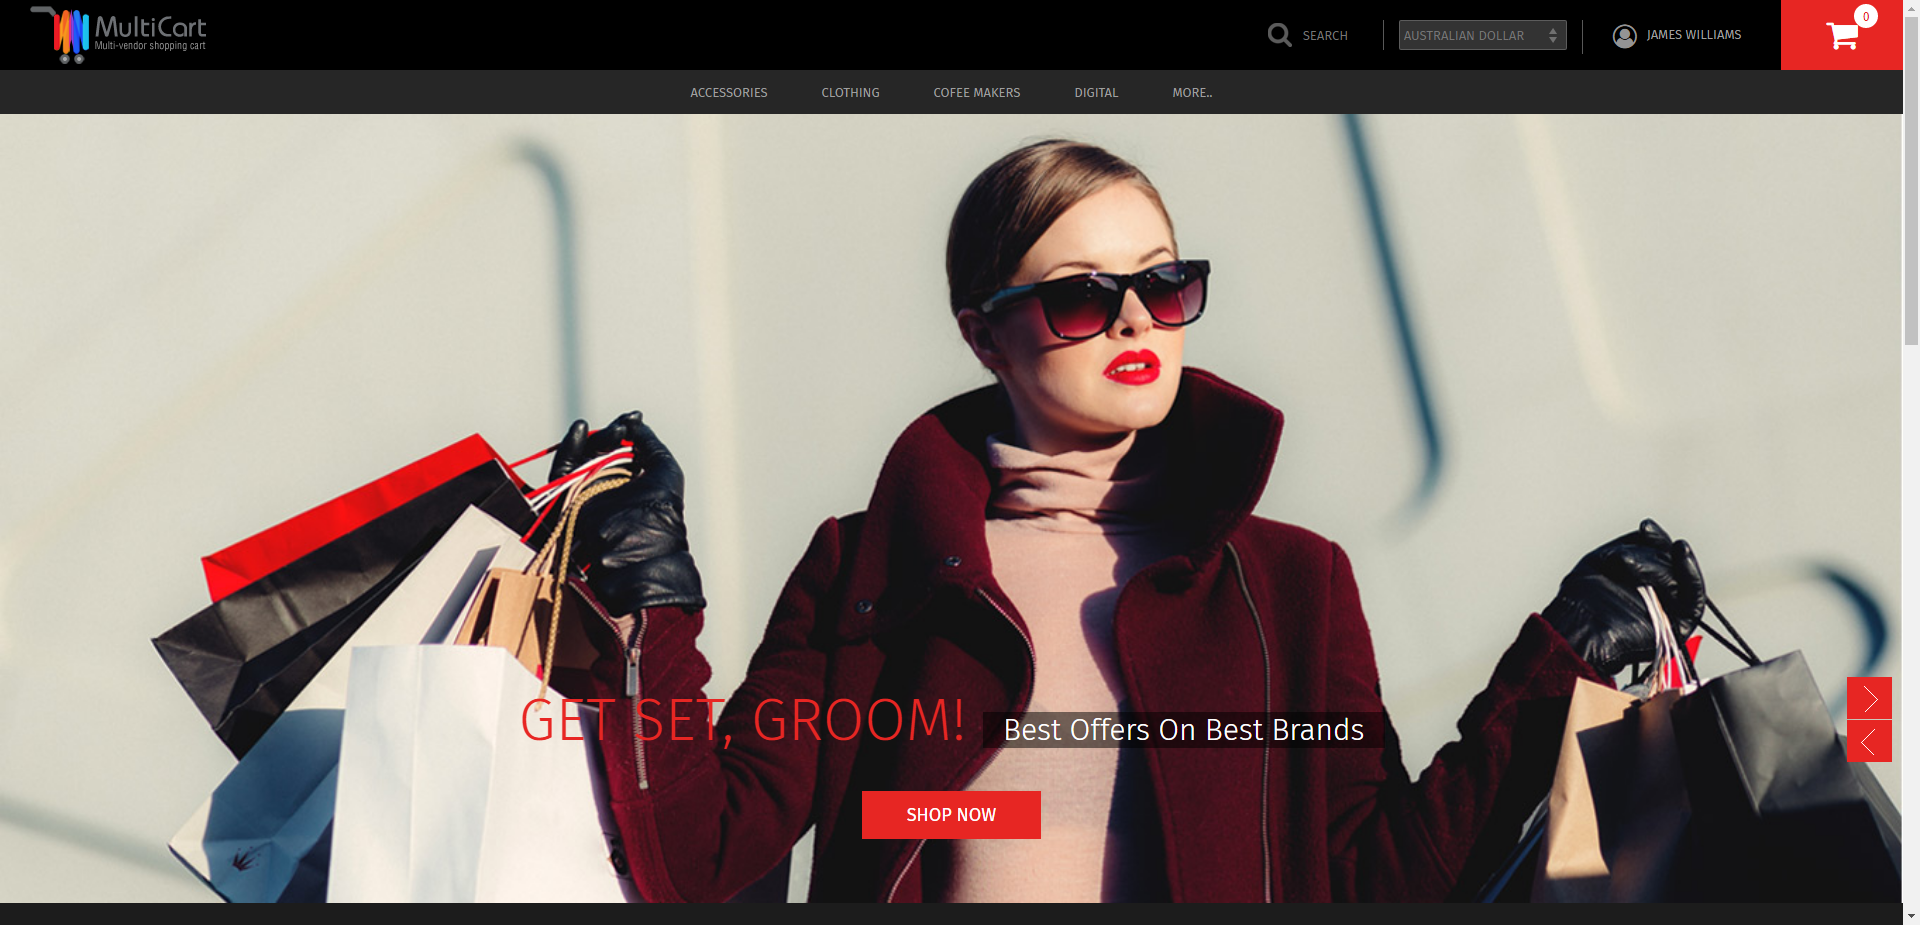 MultiCart
Multi-vendor shopping cart
SEARCH
AUSTRALIAN DOLLAR
JAMES WILLIAMS
0
ACCESSORIES
CLOTHING
COFEE MAKERS
DIGITAL
MORE..
GET SET, GROOM!
Best Offers On Best Brands
SHOP NOW